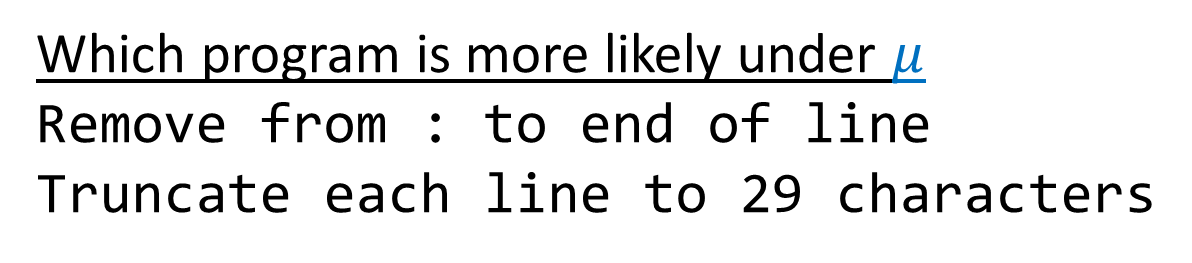 Which program is more likely under μ
Remove from : to end of line
Truncate each line to 29 characters